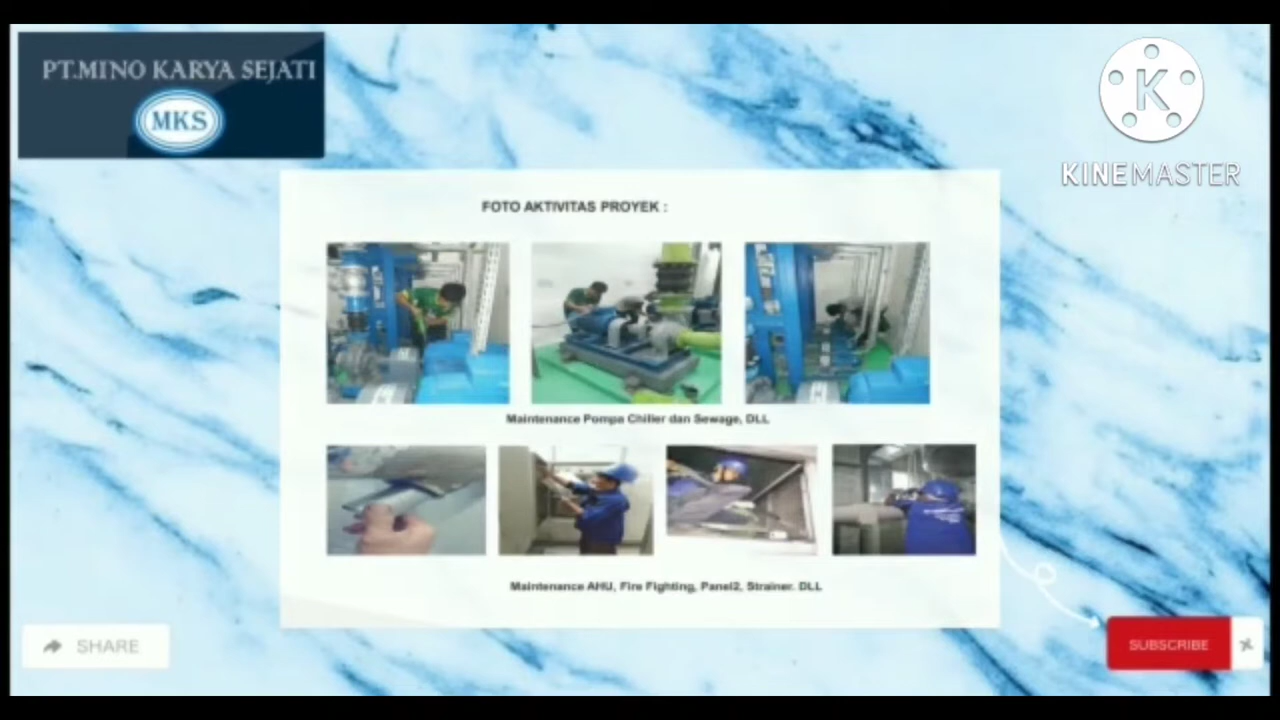 PT.MINO KARYA SEJATI
MKS
K
KINEMASTER
FOTO AKTIVITAS PROYEK :
Maintenance Pompa Chiller dan Sewage, DLL
Maintenance AHU, Fire Fighting, Panel2, Strainer. DLL
SHARE
SUBSCRIBE